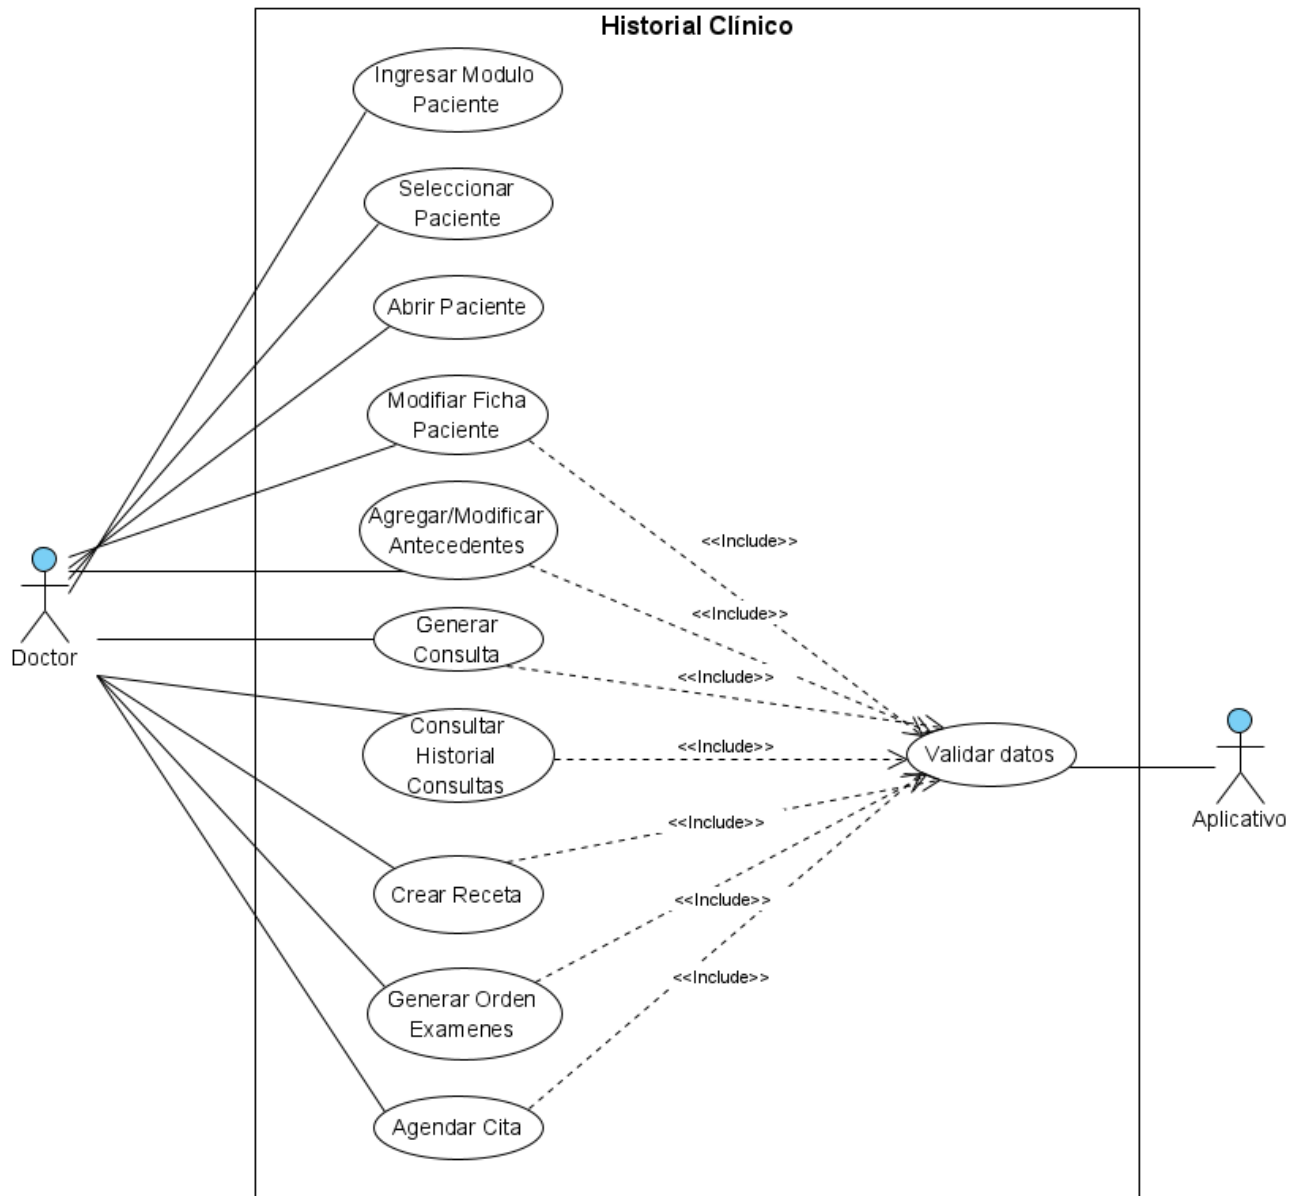 Historial Clínico
Ingresar Modulo
Paciente
Seleccionar
Paciente
Abrir Paciente
Modifiar Ficha
Paciente
Agregar/Modificar
Antecedentes
<<Include>>
Doctor
Generar
Consulta
<<Include>>
<<Include>>
Consultar
Historial
Consultas
<<Include>>
Validar datos
Aplicativo
<<Include>>
Crear Receta
<<Include>>
<<Include>>
Generar Orden
Examenes
Agendar Cita